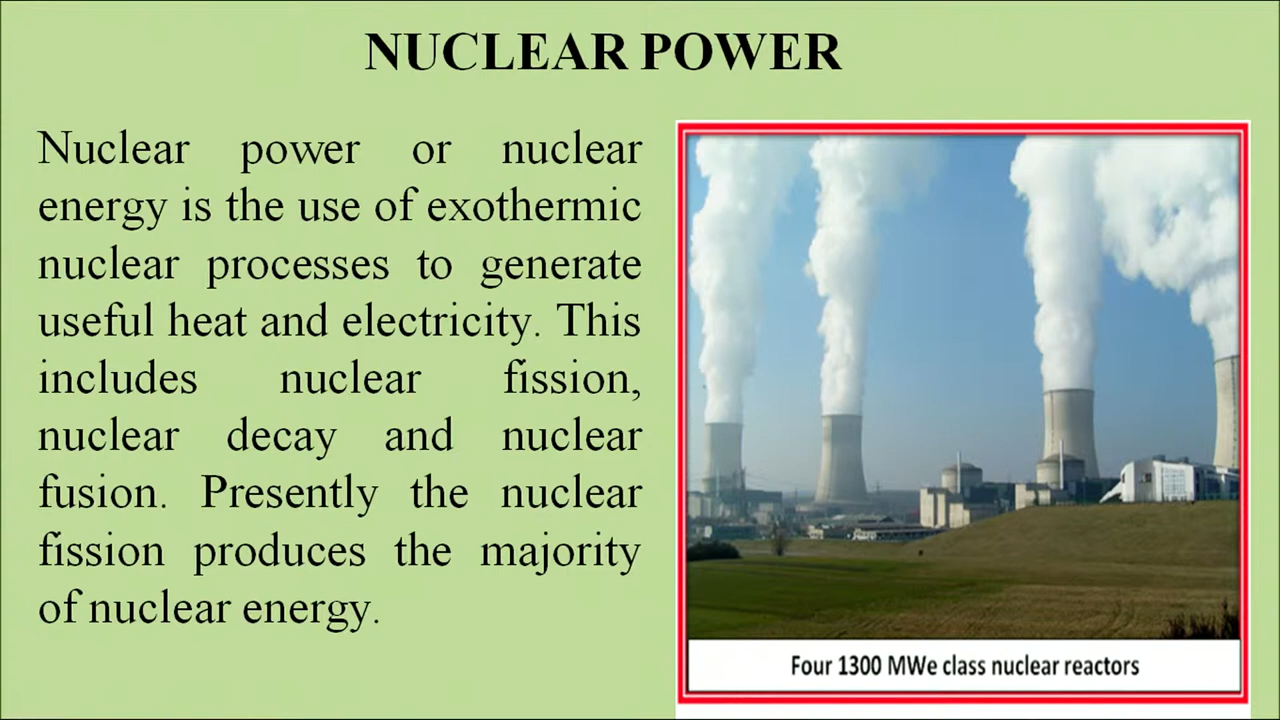 NUCLEAR POWER
Nuclear power or nuclear
energy is the use of exothermic
nuclear processes to generate
useful heat and electricity. This
includes nuclear fission,
nuclear decay and nuclear
fusion. Presently the nuclear
fission produces the majority
of nuclear energy.
Four 1300 MWe class nuclear reactors